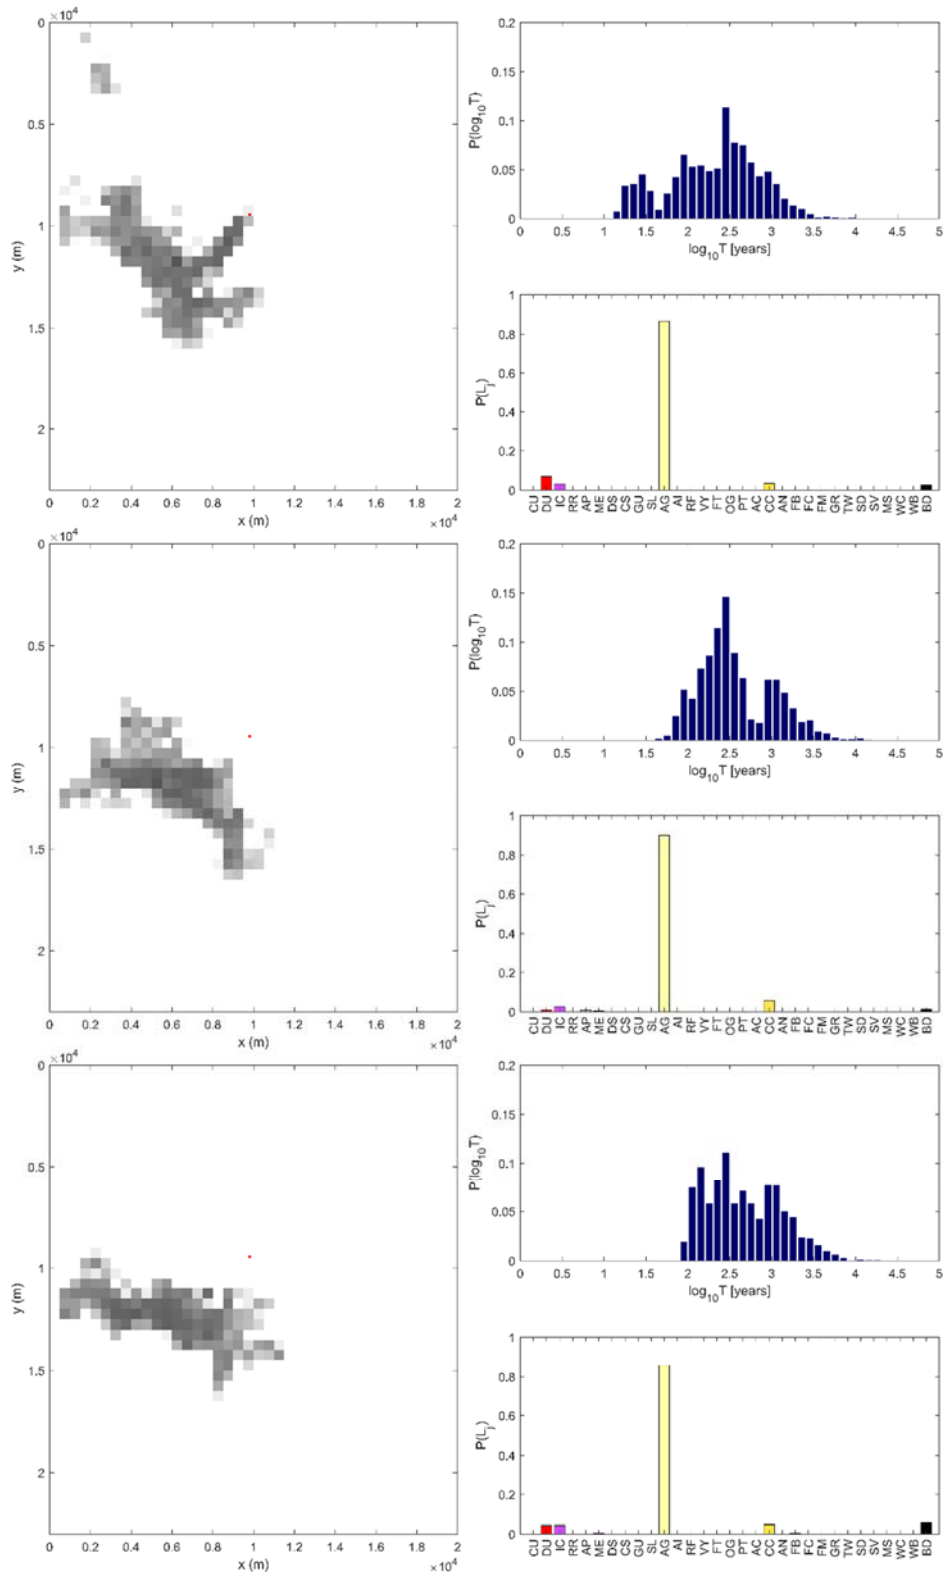 ×10⁴
0
0.5
1
1.5
2
y (m)
0 0.2 0.4 0.6 0.8 1 1.2 1.4 1.6 1.8 2
x (m) ×10⁴
0.2
0.15
0.1
0.05
0
P(log₁₀T)
0 0.5 1 1.5 2 2.5 3 3.5 4 4.5 5
log₁₀T [years]
1
0.8
0.6
0.4
0.2
0
P(Lⱼ)
CU DU IC RR AP ME DS CS GU SL AG AI RF VY FT OG PT AC CC AN FB FC FM GR TW SD SV MS WC WB BD
×10⁴
0
0.5
1
1.5
2
y (m)
0 0.2 0.4 0.6 0.8 1 1.2 1.4 1.6 1.8 2
x (m) ×10⁴
0.2
0.15
0.1
0.05
0
P(log₁₀T)
0 0.5 1 1.5 2 2.5 3 3.5 4 4.5 5
log₁₀T [years]
1
0.8
0.6
0.4
0.2
0
P(Lⱼ)
CU DU IC RR AP ME DS CS GU SL AG AI RF VY FT OG PT AC CC AN FB FC FM GR TW SD SV MS WC WB BD
×10⁴
0
0.5
1
1.5
2
y (m)
0 0.2 0.4 0.6 0.8 1 1.2 1.4 1.6 1.8 2
x (m) ×10⁴
0.2
0.15
0.1
0.05
0
P(log₁₀T)
0 0.5 1 1.5 2 2.5 3 3.5 4 4.5 5
log₁₀T [years]
1
0.8
0.6
0.4
0.2
0
P(Lⱼ)
CU DU IC RR AP ME DS CS GU SL AG AI RF VY FT OG PT AC CC AN FB FC FM GR TW SD SV MS WC WB BD